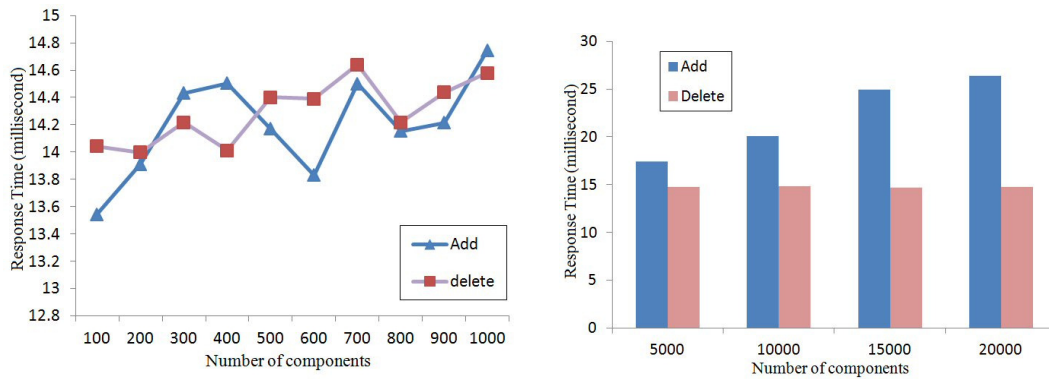 15
14.8
14.6
14.4
14.2
14
13.8
13.6
13.4
13.2
13
12.8
Response Time (millisecond)
Add
delete
100 200 300 400 500 600 700 800 900 1000
Number of components
30
25
20
15
10
5
0
Response Time (millisecond)
Add
Delete
5000 10000 15000 20000
Number of components